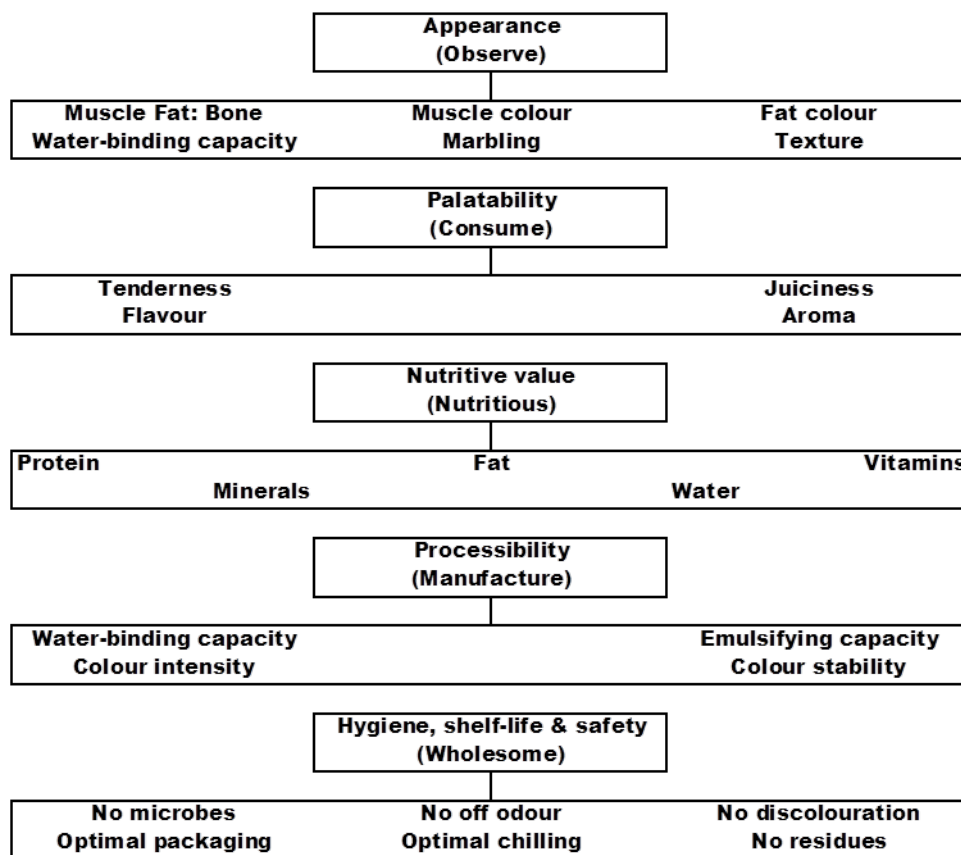 Appearance
(Observe)
Muscle Fat: Bone Muscle colour Fat colour
Water-binding capacity Marbling Texture
Palatability
(Consume)
Tenderness Juiciness
Flavour Aroma
Nutritive value
(Nutritious)
Protein Fat Vitamins
Minerals Water
Processibility
(Manufacture)
Water-binding capacity Emulsifying capacity
Colour intensity Colour stability
Hygiene, shelf-life & safety
(Wholesome)
No microbes No off odour No discolouration
Optimal packaging Optimal chilling No residues